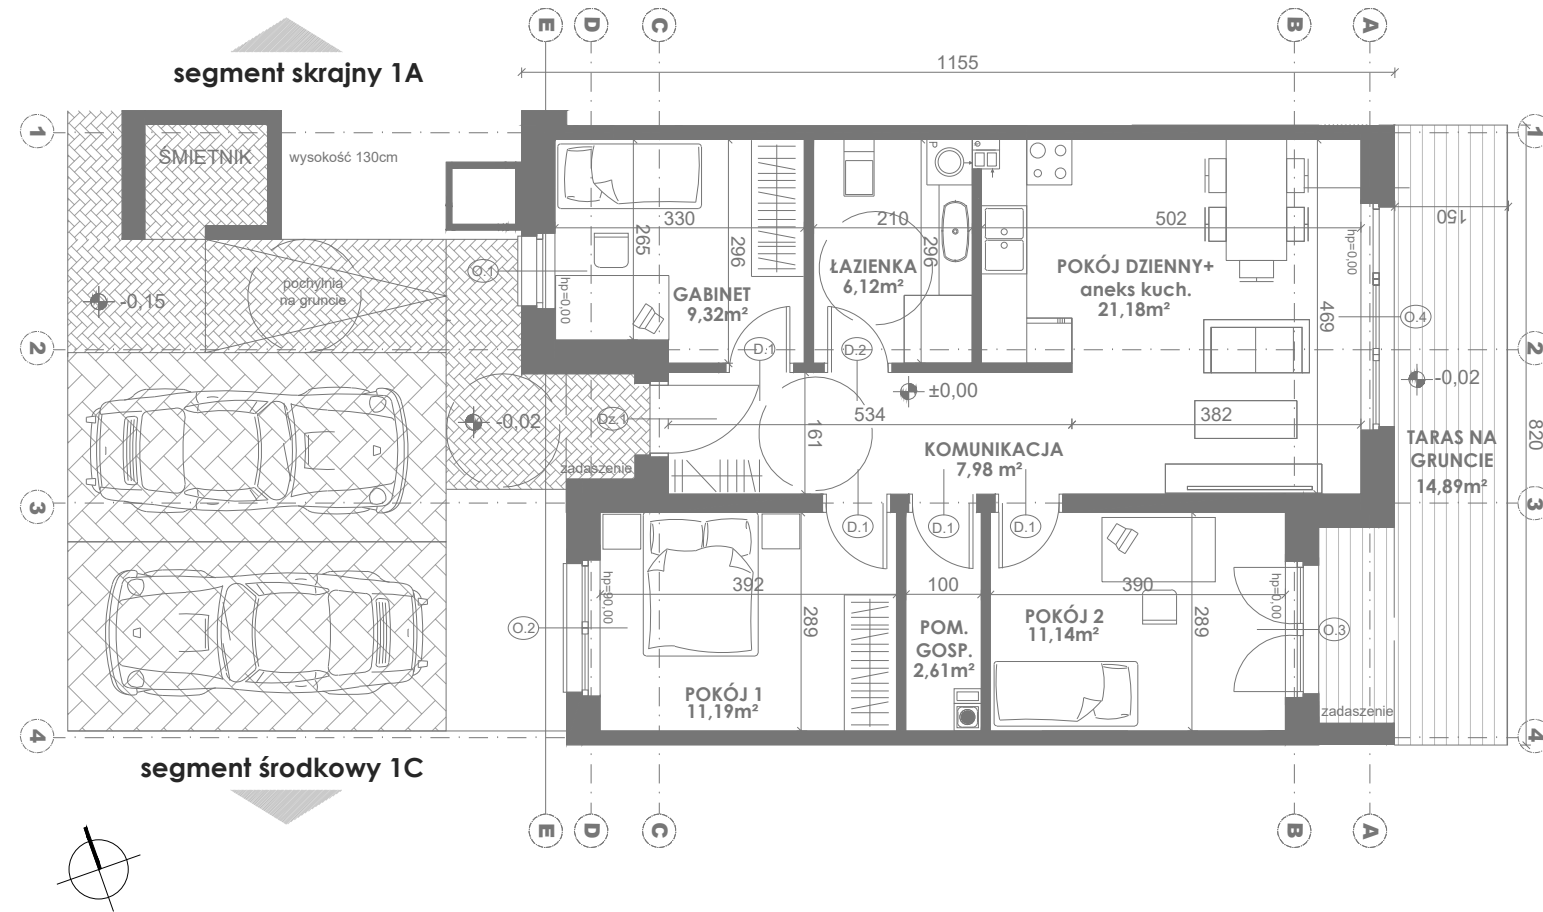 E
D
C
B
A
segment skrajny 1A
1155
1
1
ŚMIETNIK
wysokość 130cm
P
330
265
296
210
296
502
150
hp=0,00
O.1
hp=0,00
pochylnia
na gruncie
-0,15
GABINET
9,32m²
ŁAZIENKA
6,12m²
POKÓJ DZIENNY+
aneks kuch.
21,18m²
469
O.4
2
2
D.1
D.2
±0,00
-0,02
-0,02
Dz.1
534
382
161
820
KOMUNIKACJA
7,98 m²
TARAS NA
GRUNCIE
14,89m²
zadaszenie
3
3
D.1
D.1
D.1
392
100
390
hp=90,00
hp=0,00
289
289
O.2
POM.
GOSP.
2,61m²
POKÓJ 2
11,14m²
O.3
POKÓJ 1
11,19m²
zadaszenie
4
4
segment środkowy 1C
E
D
C
B
A